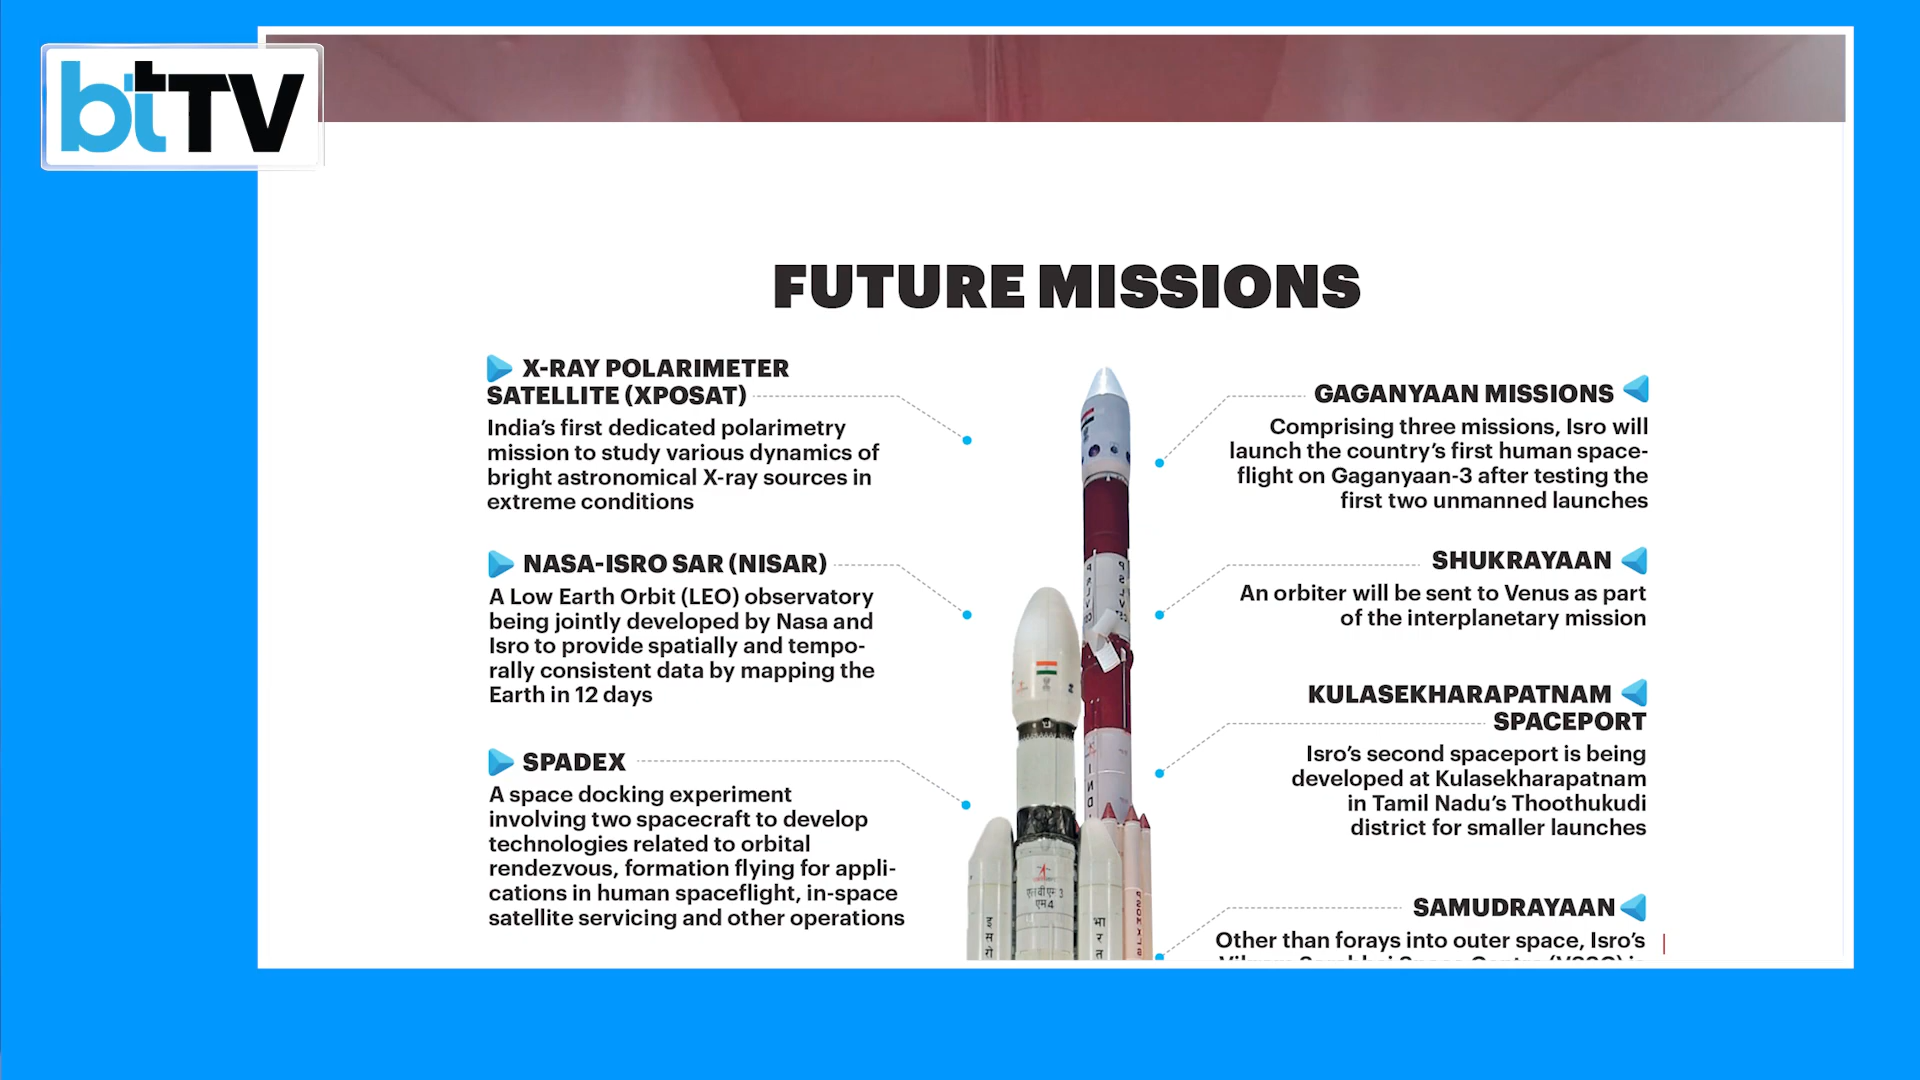 btTV
FUTURE MISSIONS
X-RAY POLARIMETER
SATELLITE (XPOSAT)
India's first dedicated polarimetry
mission to study various dynamics of
bright astronomical X-ray sources in
extreme conditions
NASA-ISRO SAR (NISAR)
A Low Earth Orbit (LEO) observatory
being jointly developed by Nasa and
Isro to provide spatially and tempo-
rally consistent data by mapping the
Earth in 12 days
SPADEX
A space docking experiment
involving two spacecraft to develop
technologies related to orbital
rendezvous, formation flying for appli-
cations in human spaceflight, in-space
satellite servicing and other operations
GAGANYAAN MISSIONS
Comprising three missions, Isro will
launch the country's first human space-
flight on Gaganyaan-3 after testing the
first two unmanned launches
SHUKRAYAAN
An orbiter will be sent to Venus as part
of the interplanetary mission
KULASEKHARAPATNAM
SPACEPORT
Isro's second spaceport is being
developed at Kulasekharapatnam
in Tamil Nadu's Thoothukudi
district for smaller launches
SAMUDRAYAAN
Other than forays into outer space, Isro's
एलवीएम 3
एम4
इसरो
भारत